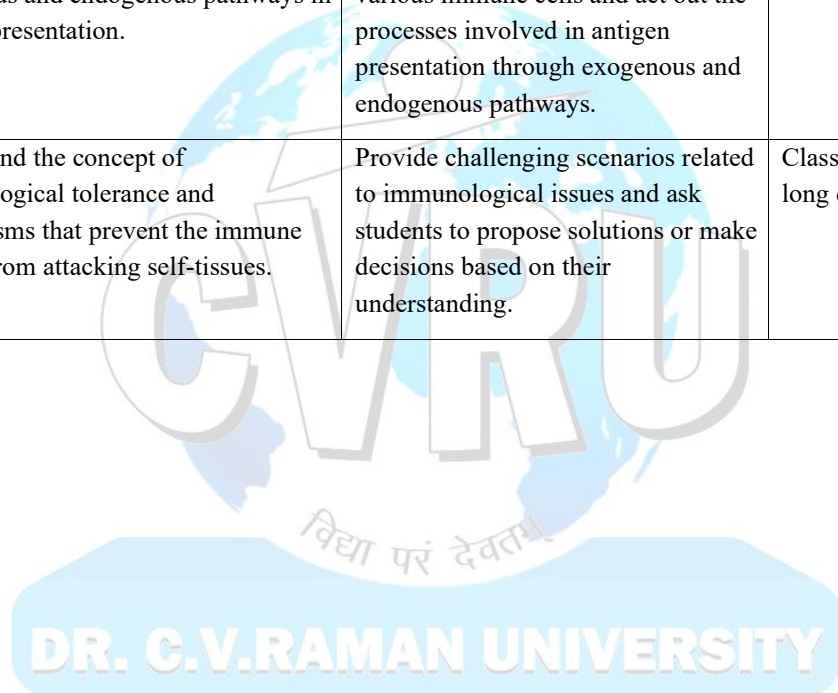 us and endogenous pathways in
presentation.
various immune cells and act out the
processes involved in antigen
presentation through exogenous and
endogenous pathways.
nd the concept of
ogical tolerance and
sms that prevent the immune
rom attacking self-tissues.
Provide challenging scenarios related
to immunological issues and ask
students to propose solutions or make
decisions based on their
understanding.
Class
long
CVRU
विद्या परं देवतम्
DR. C.V.RAMAN UNIVERSITY